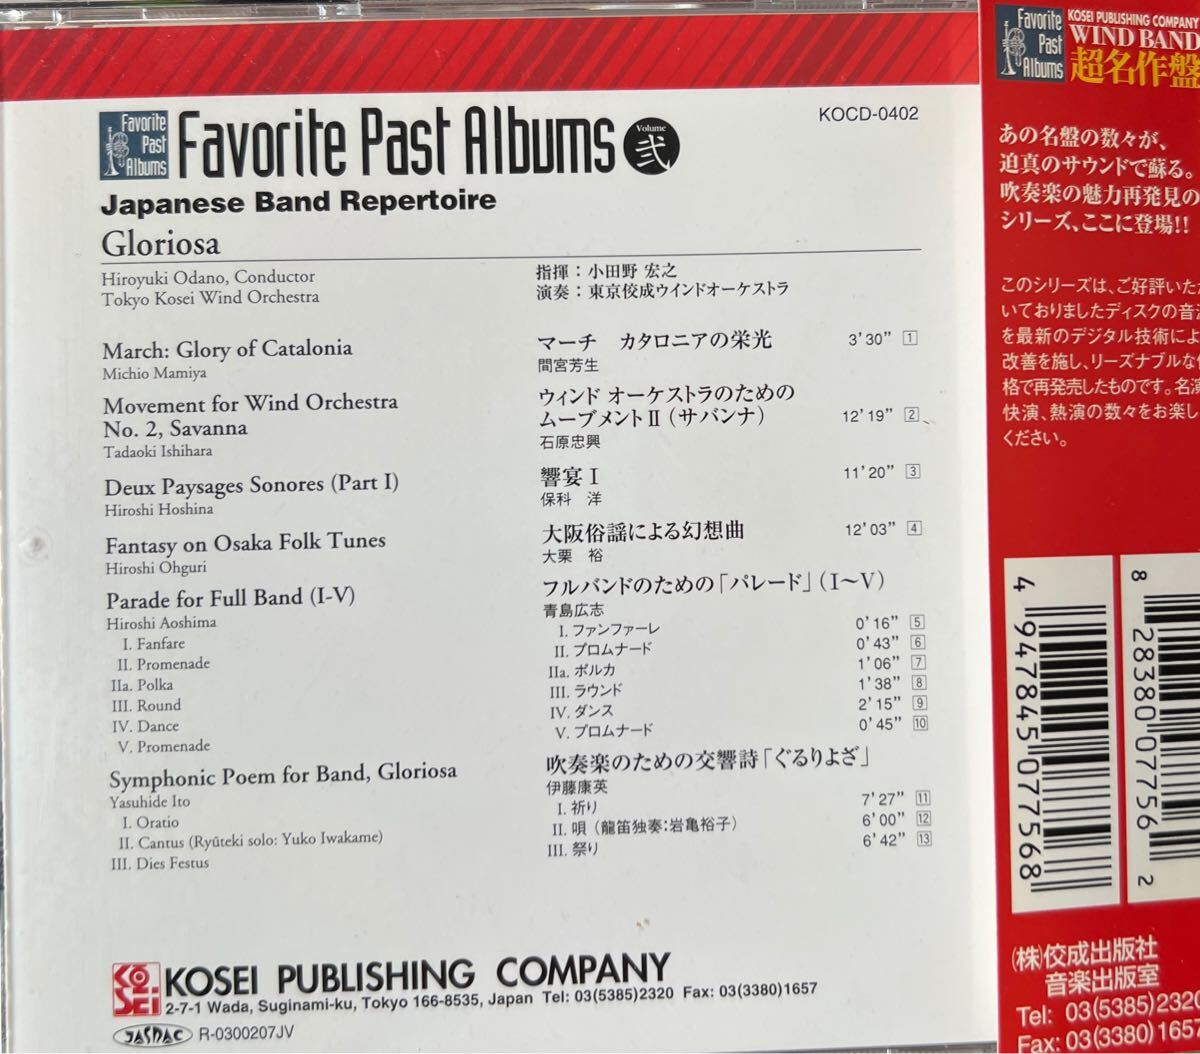 Favorite
Past
Albums
Favorite Past Albums Volume 弐
KOCD-0402
Japanese Band Repertoire
Gloriosa
Hiroyuki Odano, Conductor
Tokyo Kosei Wind Orchestra
指揮：小田野 宏之
演奏：東京佼成ウインドオーケストラ
March: Glory of Catalonia
Michio Mamiya
マーチ　カタロニアの栄光 3'30" 1
間宮芳生
Movement for Wind Orchestra
No. 2, Savanna
Tadaoki Ishihara
ウィンド オーケストラのための
ムーブメントⅡ（サバンナ） 12'19" 2
石原忠興
Deux Paysages Sonores (Part I)
Hiroshi Hoshina
響宴Ⅰ 11'20" 3
保科　洋
Fantasy on Osaka Folk Tunes
Hiroshi Ohguri
大阪俗謡による幻想曲 12'03" 4
大栗　裕
Parade for Full Band (I-V)
Hiroshi Aoshima
I. Fanfare
II. Promenade
IIa. Polka
III. Round
IV. Dance
V. Promenade
フルバンドのための「パレード」（Ⅰ～Ⅴ）
青島広志
I. ファンファーレ 0'16" 5
II. プロムナード 0'43" 6
IIa. ポルカ 1'06" 7
III. ラウンド 1'38" 8
IV. ダンス 2'15" 9
V. プロムナード 0'45" 10
Symphonic Poem for Band, Gloriosa
Yasuhide Ito
I. Oratio
II. Cantus (Ryūteki solo: Yuko Iwakame)
III. Dies Festus
吹奏楽のための交響詩「ぐるりよざ」
伊藤康英
I. 祈り 7'27" 11
II. 唄（龍笛独奏：岩亀裕子） 6'00" 12
III. 祭り 6'42" 13
KOSEI
KOSEI PUBLISHING COMPANY
2-7-1 Wada, Suginami-ku, Tokyo 166-8535, Japan Tel: 03(5385)2320 Fax: 03(3380)1657
JASRAC R-0300207JV
Favorite
Past
Albums
KOSEI PUBLISHING COMPANY
WIND BAND
超名作盤
あの名盤の数々が、
迫真のサウンドで蘇る。
吹奏楽の魅力再発見の
シリーズ、ここに登場!!
このシリーズは、ご好評いた
いておりましたディスクの音
を最新のデジタル技術によ
改善を施し、リーズナブルな
格で再発売したものです。名
快演、熱演の数々をお楽し
ください。
4 947845 077568
8 28380 07756 2
(株)佼成出版社
音楽出版室
Tel: 03(5385)2320
Fax: 03(3380)1657